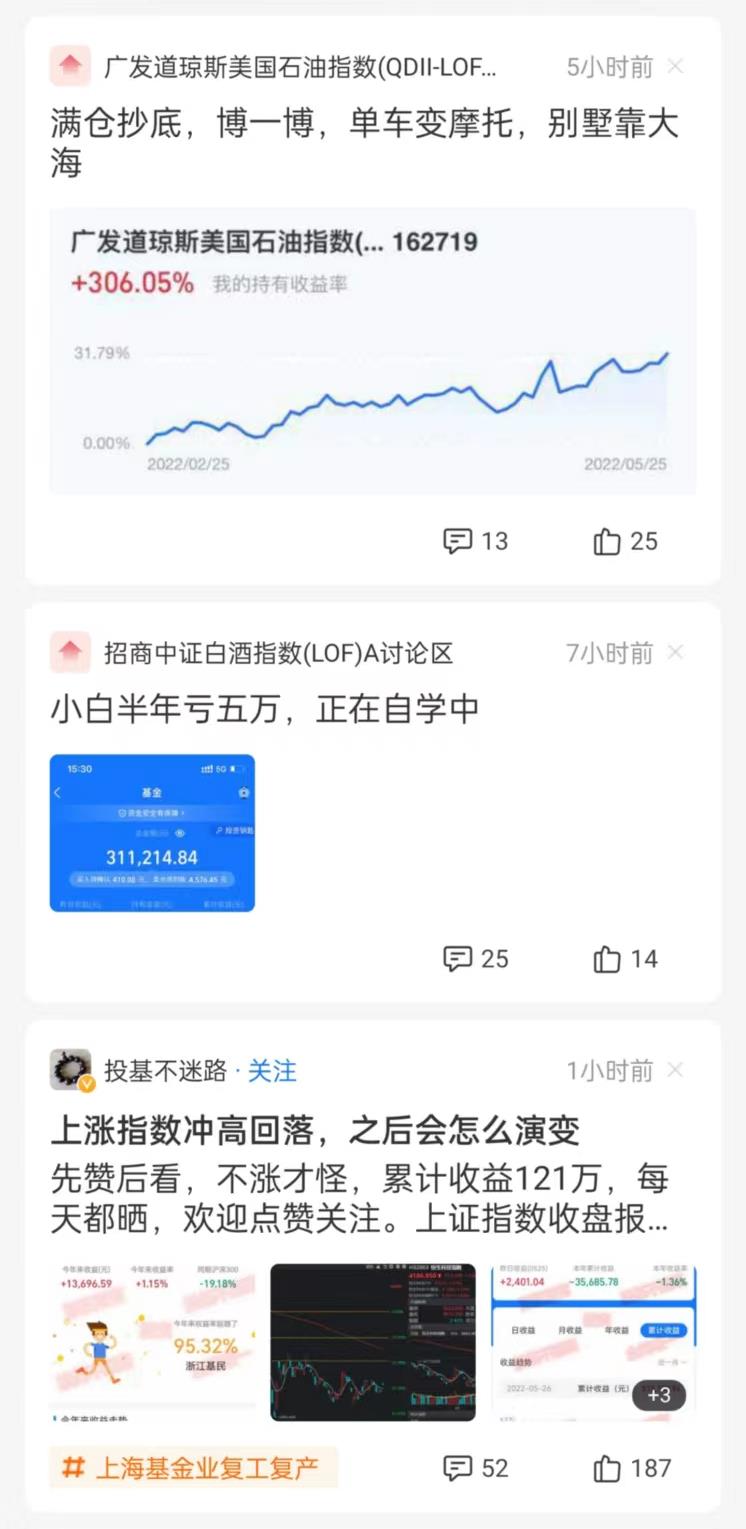 广发道琼斯美国石油指数(QDII-LOF...
5小时前
满仓抄底，博一博，单车变摩托，别墅靠大
海
广发道琼斯美国石油指数(... 162719
+306.05% 我的持有收益率
31.79%
0.00%
2022/02/25
2022/05/25
13
25
招商中证白酒指数(LOF)A讨论区
7小时前
小白半年亏五万，正在自学中
15:30
5G
基金
311,214.84
25
14
投基不迷路 · 关注
1小时前
上涨指数冲高回落，之后会怎么演变
先赞后看，不涨才怪，累计收益121万，每
天都晒，欢迎点赞关注。上证指数收盘报...
今年来收益(元) 今年来收益率 同期沪深300
+13,696.59 +1.15% -19.18%
今年来收益率超越了
95.32%
浙江基民
+2,401.04 -35,685.78 -1.36%
日收益 月收益 年收益 累计收益
收益趋势
2022-05-26 累计收益（元）
+3
# 上海基金业复工复产
52
187